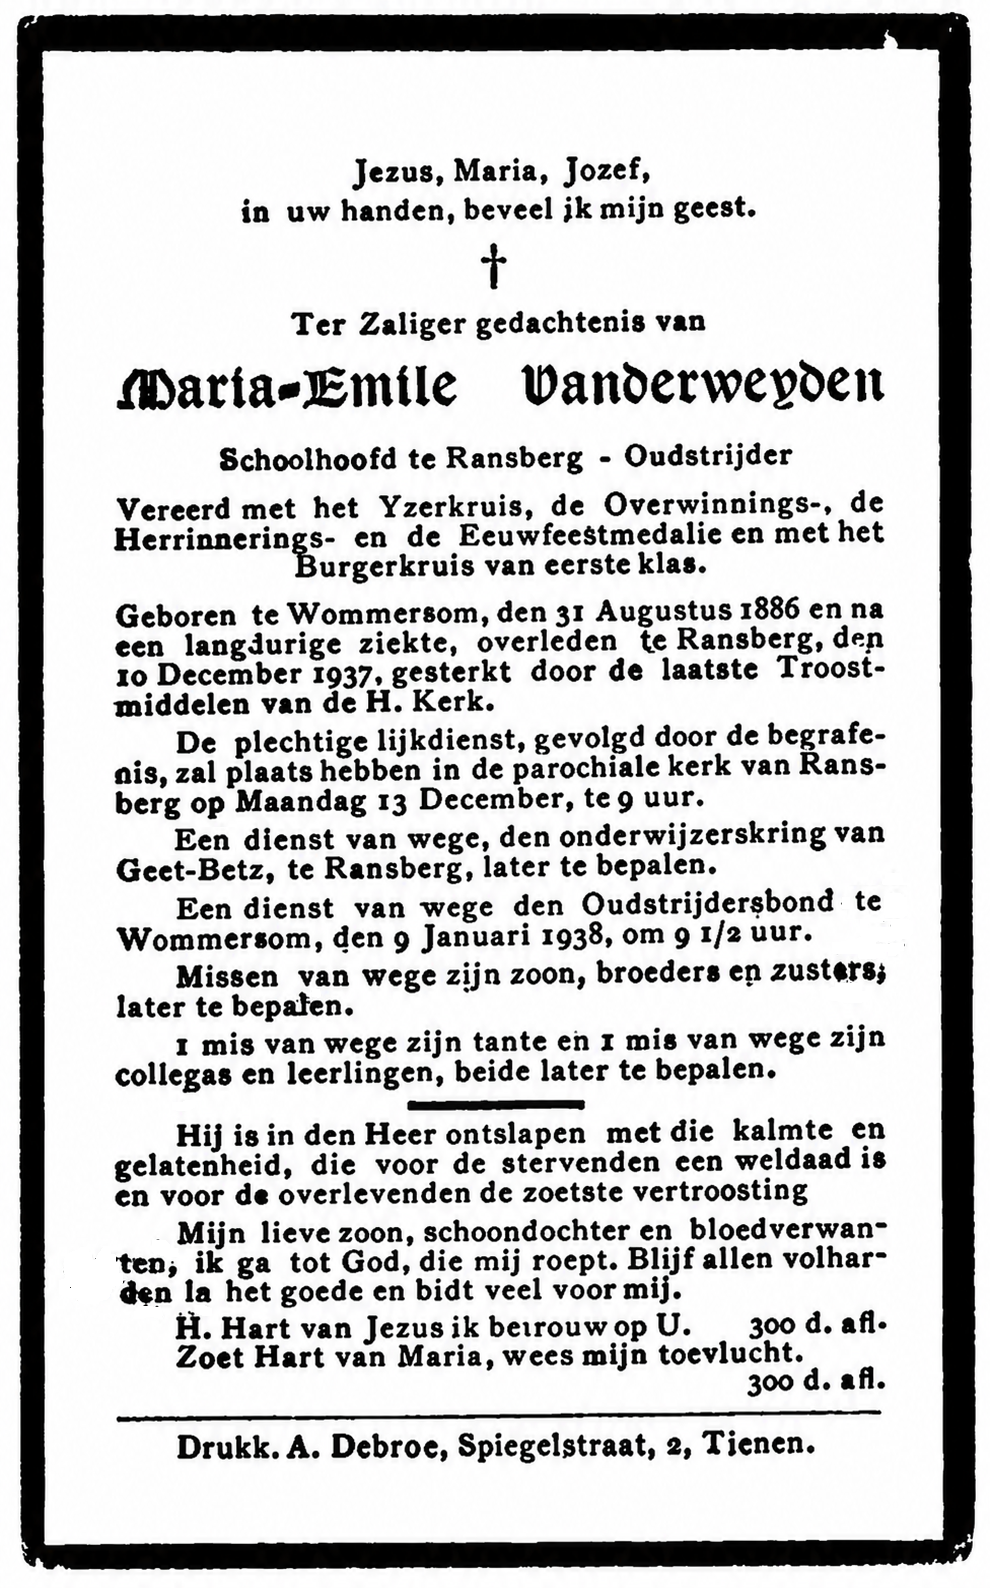 Jezus, Maria, Jozef,
in uw handen, beveel ik mijn geest.
†
Ter Zaliger gedachtenis van
Maria-Emile Vanderweyden
Schoolhoofd te Ransberg - Oudstrijder
Vereerd met het Yzerkruis, de Overwinnings-, de
Herrinnerings- en de Eeuwfeestmedalie en met het
Burgerkruis van eerste klas.
Geboren te Wommersom, den 31 Augustus 1886 en na
een langdurige ziekte, overleden te Ransberg, den
10 December 1937, gesterkt door de laatste Troost-
middelen van de H. Kerk.
De plechtige lijkdienst, gevolgd door de begrafe-
nis, zal plaats hebben in de parochiale kerk van Rans-
berg op Maandag 13 December, te 9 uur.
Een dienst van wege, den onderwijzerskring van
Geet-Betz, te Ransberg, later te bepalen.
Een dienst van wege den Oudstrijdersbond te
Wommersom, den 9 Januari 1938, om 9 1/2 uur.
Missen van wege zijn zoon, broeders en zusters,
later te bepalen.
1 mis van wege zijn tante en 1 mis van wege zijn
collegas en leerlingen, beide later te bepalen.
Hij is in den Heer ontslapen met die kalmte en
gelatenheid, die voor de stervenden een weldaad is
en voor de overlevenden de zoetste vertroosting
Mijn lieve zoon, schoondochter en bloedverwan-
ten, ik ga tot God, die mij roept. Blijf allen volhar-
den la het goede en bidt veel voor mij.
H. Hart van Jezus ik betrouw op U. 300 d. afl.
Zoet Hart van Maria, wees mijn toevlucht.
300 d. afl.
Drukk. A. Debroe, Spiegelstraat, 2, Tienen.